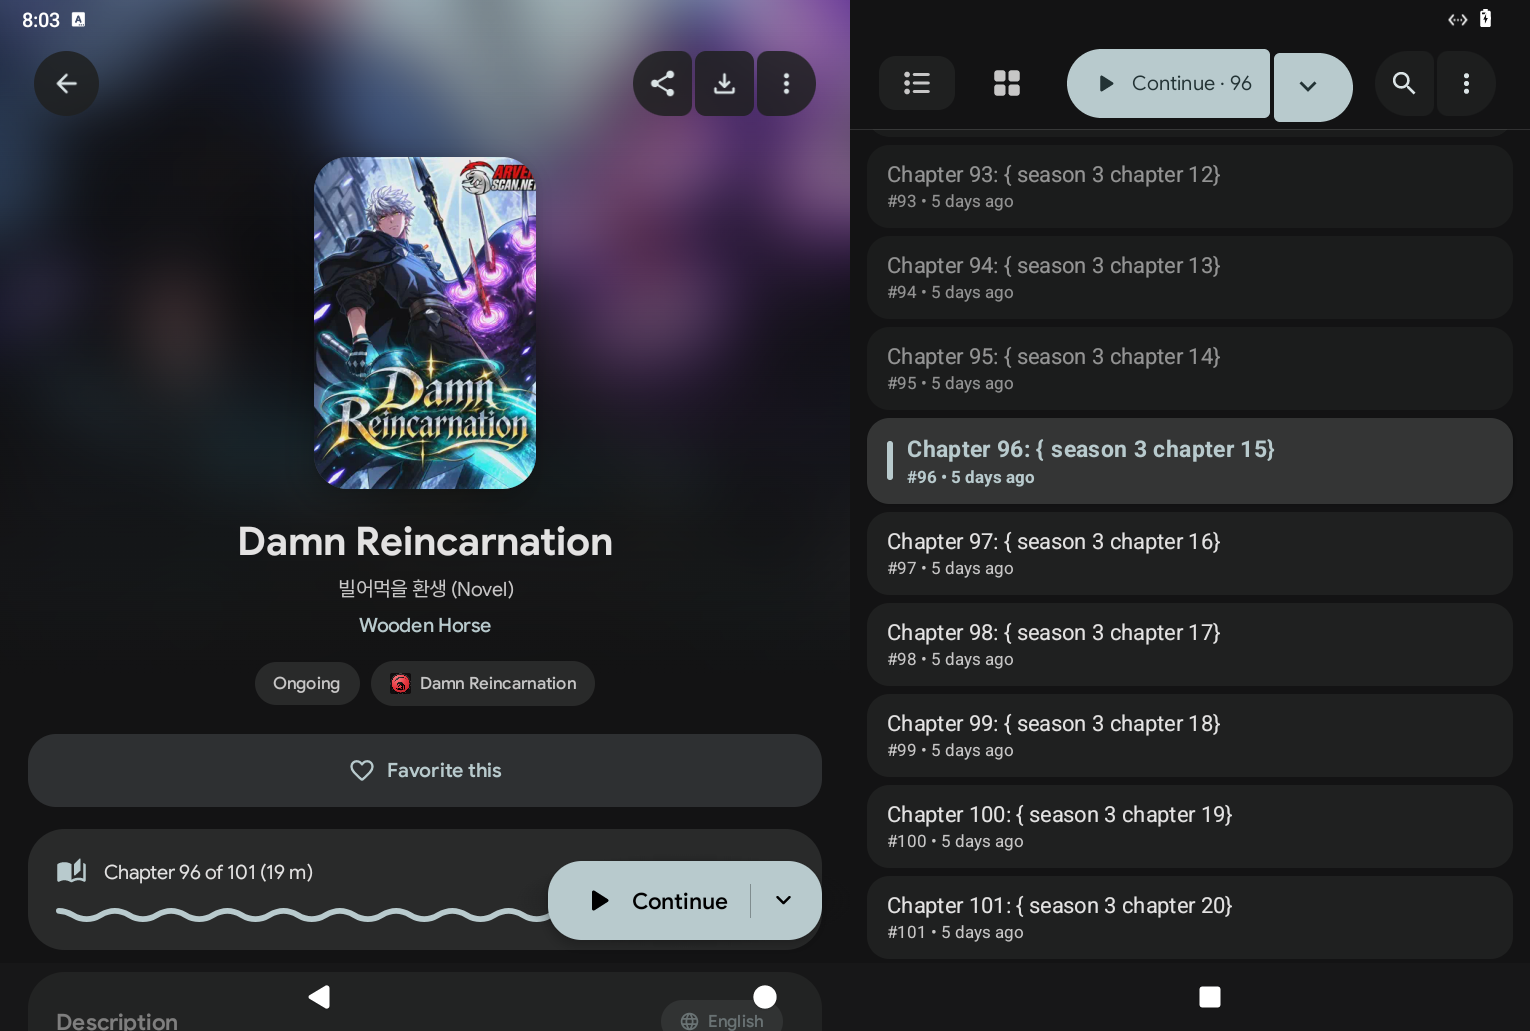 8:03
A
ARVEN
SCAN.NET
Damn
Reincarnation
Damn Reincarnation
빌어먹을 환생 (Novel)
Wooden Horse
Ongoing
Damn Reincarnation
Favorite this
Chapter 96 of 101 (19 m)
Continue
Description
English
Continue · 96
Chapter 93: { season 3 chapter 12}
#93 • 5 days ago
Chapter 94: { season 3 chapter 13}
#94 • 5 days ago
Chapter 95: { season 3 chapter 14}
#95 • 5 days ago
Chapter 96: { season 3 chapter 15}
#96 • 5 days ago
Chapter 97: { season 3 chapter 16}
#97 • 5 days ago
Chapter 98: { season 3 chapter 17}
#98 • 5 days ago
Chapter 99: { season 3 chapter 18}
#99 • 5 days ago
Chapter 100: { season 3 chapter 19}
#100 • 5 days ago
Chapter 101: { season 3 chapter 20}
#101 • 5 days ago